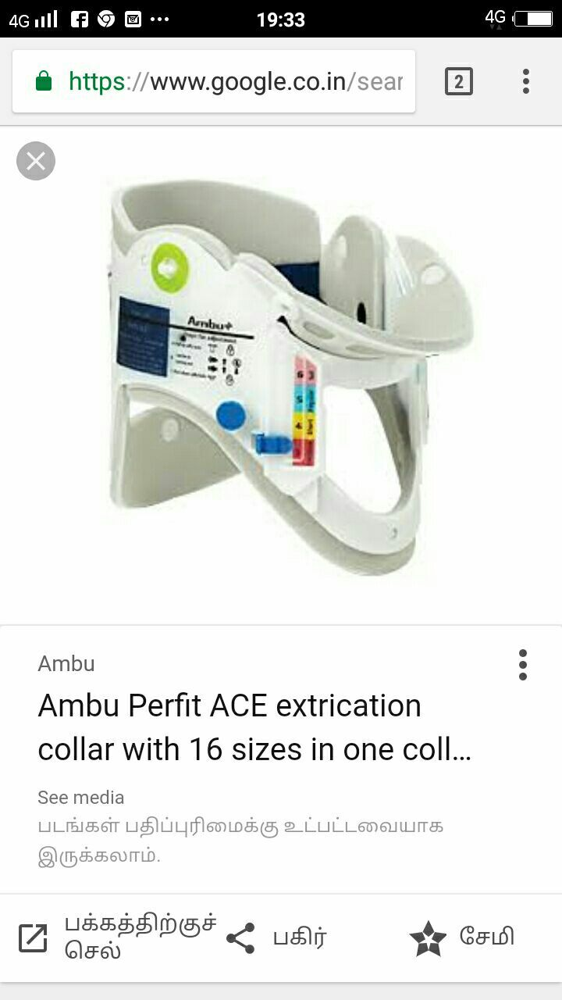 4G
19:33
4G
https://www.google.co.in/sear
2
Ambu
Ambu
Ambu Perfit ACE extrication
collar with 16 sizes in one coll...
See media
படங்கள் பதிப்புரிமைக்கு உட்பட்டவையாக
இருக்கலாம்.
பக்கத்திற்குச்
செல்
பகிர்
சேமி